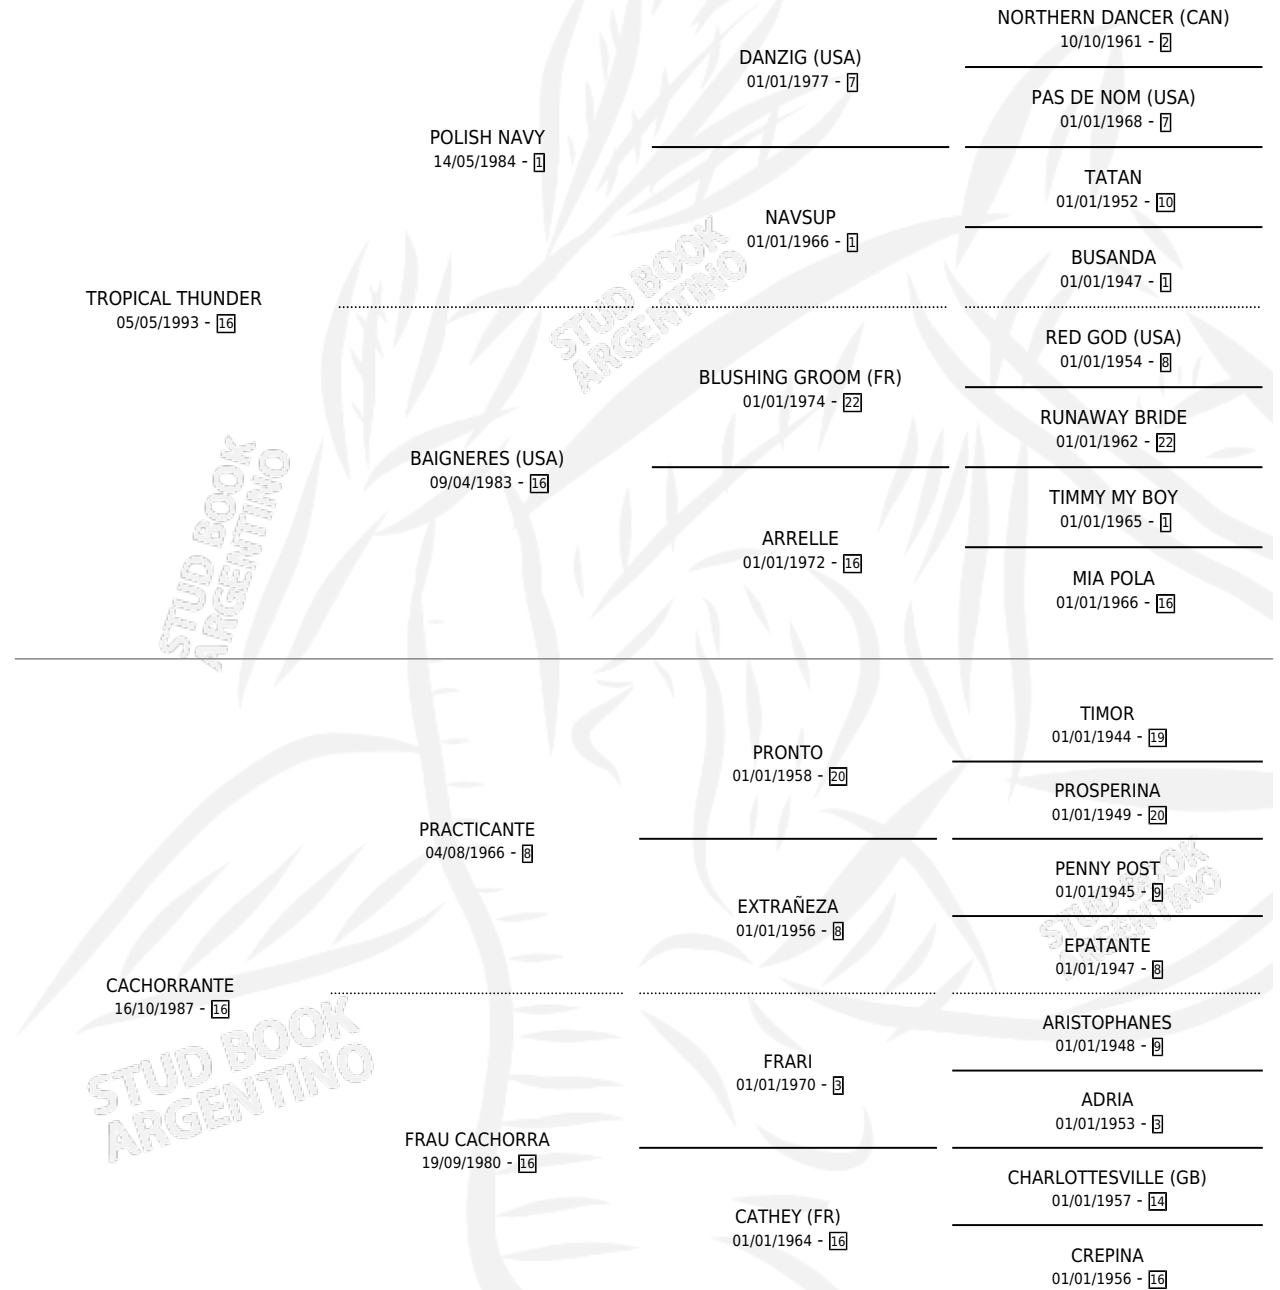 NORTHERN DANCER (CAN)
10/10/1961 - 2
DANZIG (USA)
01/01/1977 - 7
PAS DE NOM (USA)
01/01/1968 - 7
POLISH NAVY
14/05/1984 - 1
TATAN
01/01/1952 - 10
NAVSUP
01/01/1966 - 1
BUSANDA
01/01/1947 - 1
TROPICAL THUNDER
05/05/1993 - 16
RED GOD (USA)
01/01/1954 - 8
BLUSHING GROOM (FR)
01/01/1974 - 22
RUNAWAY BRIDE
01/01/1962 - 22
BAIGNERES (USA)
09/04/1983 - 16
TIMMY MY BOY
01/01/1965 - 1
ARRELLE
01/01/1972 - 16
MIA POLA
01/01/1966 - 16
TIMOR
01/01/1944 - 19
PRONTO
01/01/1958 - 20
PROSPERINA
01/01/1949 - 20
PRACTICANTE
04/08/1966 - 8
PENNY POST
01/01/1945 - 9
EXTRAÑEZA
01/01/1956 - 8
EPATANTE
01/01/1947 - 8
CACHORRANTE
16/10/1987 - 16
ARISTOPHANES
01/01/1948 - 9
FRARI
01/01/1970 - 3
ADRIA
01/01/1953 - 3
FRAU CACHORRA
19/09/1980 - 16
CHARLOTTESVILLE (GB)
01/01/1957 - 14
CATHEY (FR)
01/01/1964 - 16
CREPINA
01/01/1956 - 16
STUD BOOK
ARGENTINO
STUD BOOK
ARGENTINO
STUD BOOK
ARGENTINO
STUD BOOK
ARGENTINO